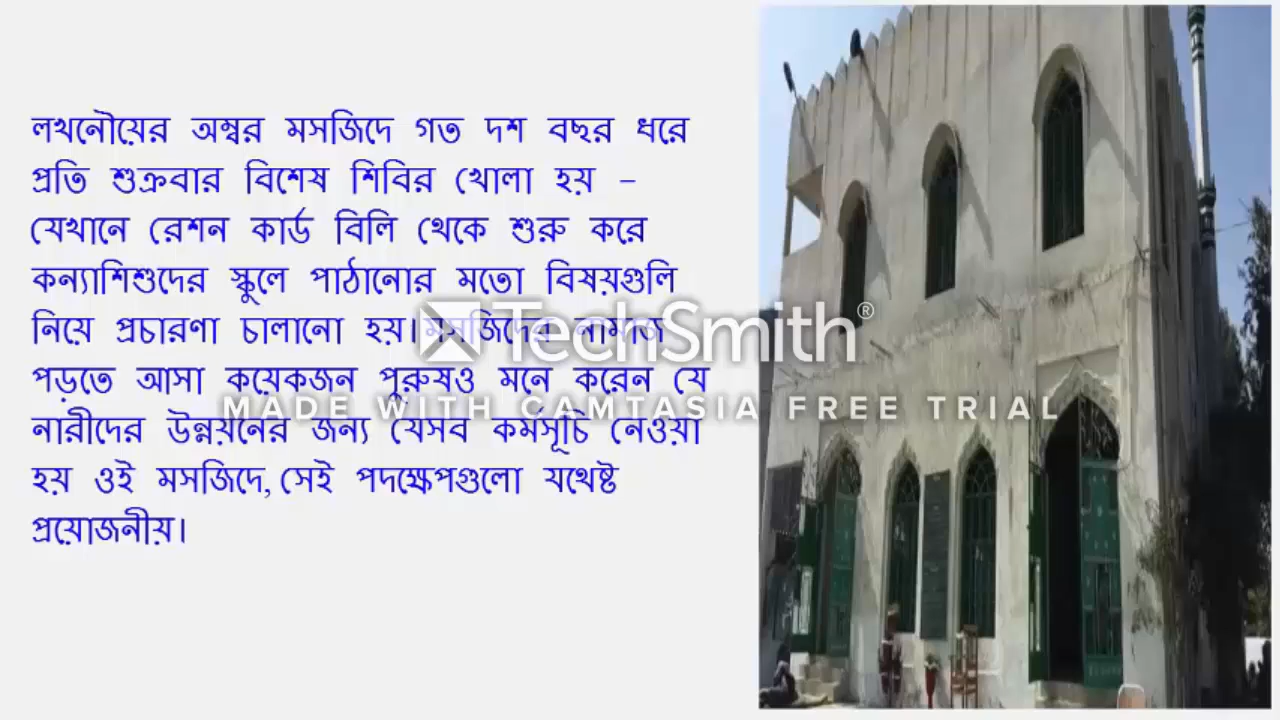 লখনৌয়ের অম্বর মসজিদে গত দশ বছর ধরে
প্রতি শুক্রবার বিশেষ শিবির খোলা হয় –
যেখানে রেশন কার্ড বিলি থেকে শুরু করে
কন্যাশিশুদের স্কুলে পাঠানোর মতো বিষয়গুলি
নিয়ে প্রচারণা চালানো হয়। মসজিদের নামাজ
পড়তে আসা কয়েকজন পুরুষও মনে করেন যে
নারীদের উন্নয়নের জন্য যেসব কর্মসূচি নেওয়া
হয় ওই মসজিদে, সেই পদক্ষেপগুলো যথেষ্ট
প্রয়োজনীয়।
TechSmith®
MADE WITH CAMTASIA FREE TRIAL